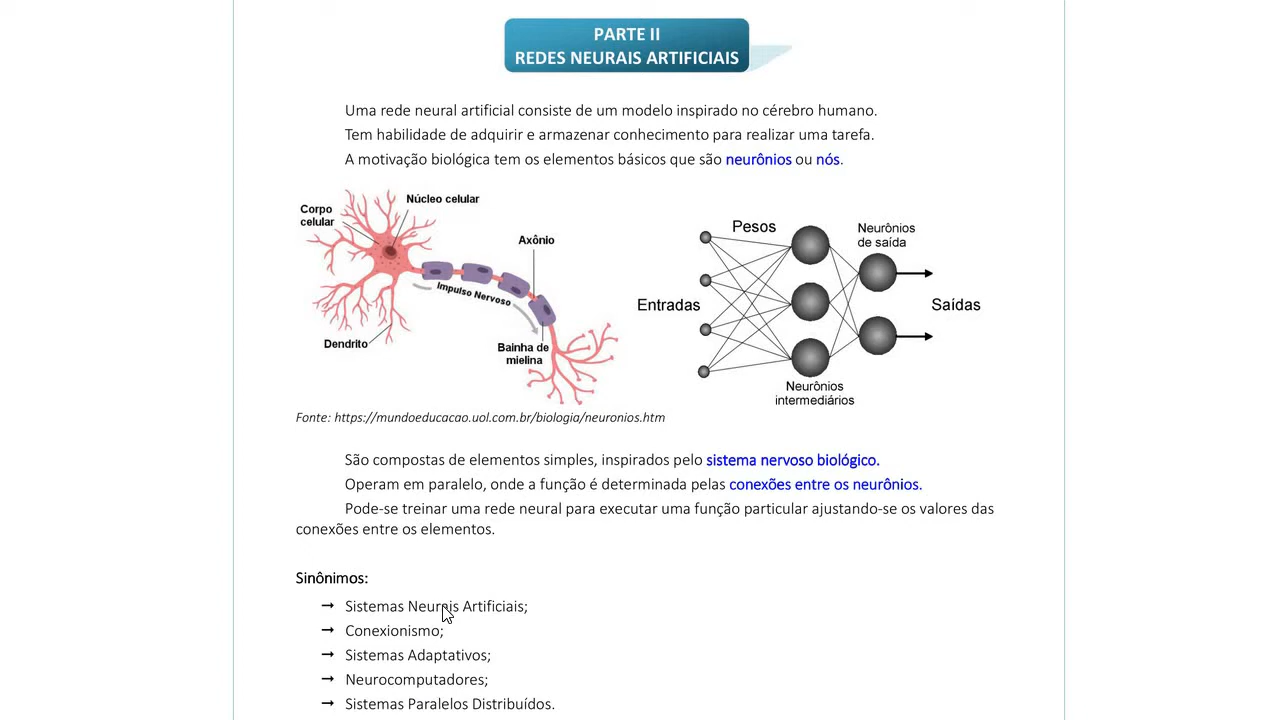 PARTE II
REDES NEURAIS ARTIFICIAIS
Uma rede neural artificial consiste de um modelo inspirado no cérebro humano.
Tem habilidade de adquirir e armazenar conhecimento para realizar uma tarefa.
A motivação biológica tem os elementos básicos que são neurônios ou nós.
Corpo
celular
Núcleo celular
Axônio
Impulso Nervoso
Dendrito
Bainha de
mielina
Pesos
Neurônios
de saída
Entradas
Saídas
Neurônios
intermediários
Fonte: https://mundoeducacao.uol.com.br/biologia/neuronios.htm
São compostas de elementos simples, inspirados pelo sistema nervoso biológico.
Operam em paralelo, onde a função é determinada pelas conexões entre os neurônios.
Pode-se treinar uma rede neural para executar uma função particular ajustando-se os valores das
conexões entre os elementos.
Sinônimos:
➞ Sistemas Neurais Artificiais;
➞ Conexionismo;
➞ Sistemas Adaptativos;
➞ Neurocomputadores;
➞ Sistemas Paralelos Distribuídos.